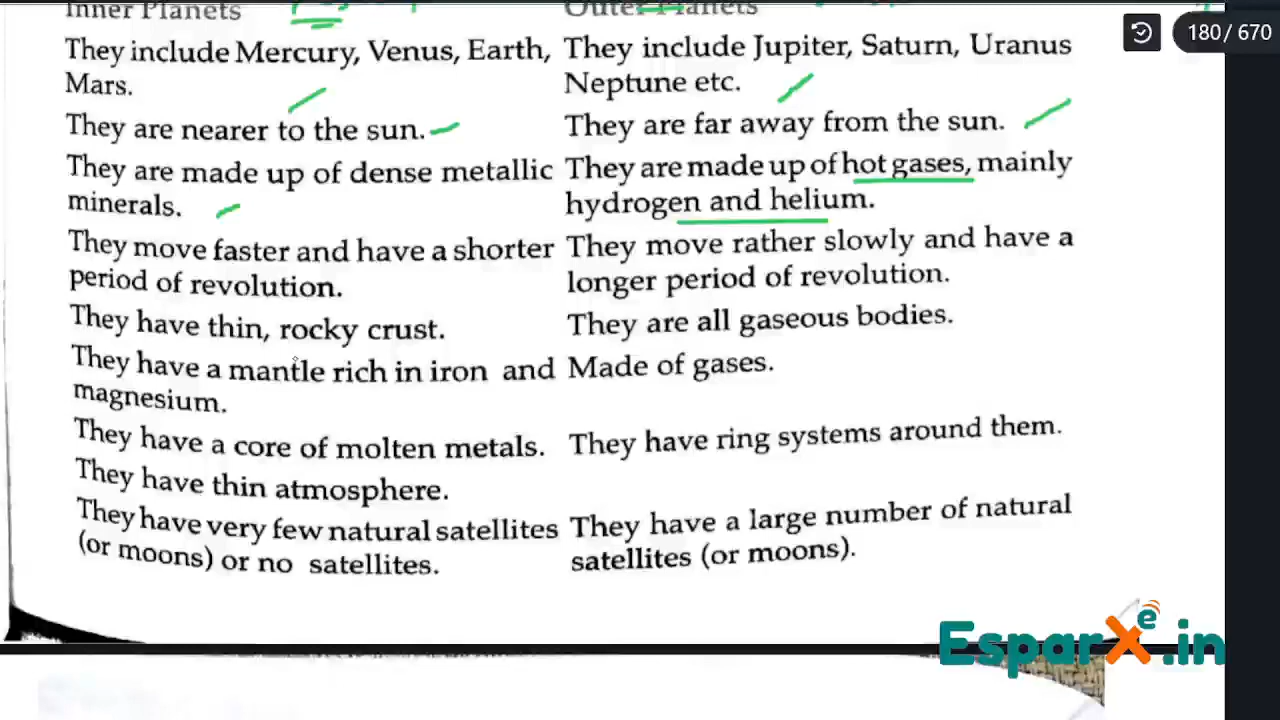 Inner Planets
Outer Planets
They include Mercury, Venus, Earth,
Mars.
They include Jupiter, Saturn, Uranus
Neptune etc.
They are nearer to the sun.
They are far away from the sun.
They are made up of dense metallic
minerals.
They are made up of hot gases, mainly
hydrogen and helium.
They move faster and have a shorter
period of revolution.
They move rather slowly and have a
longer period of revolution.
They have thin, rocky crust.
They are all gaseous bodies.
They have a mantle rich in iron and
magnesium.
Made of gases.
They have a core of molten metals.
They have ring systems around them.
They have thin atmosphere.
They have very few natural satellites
(or moons) or no satellites.
They have a large number of natural
satellites (or moons).
180/670
EsparXe.in